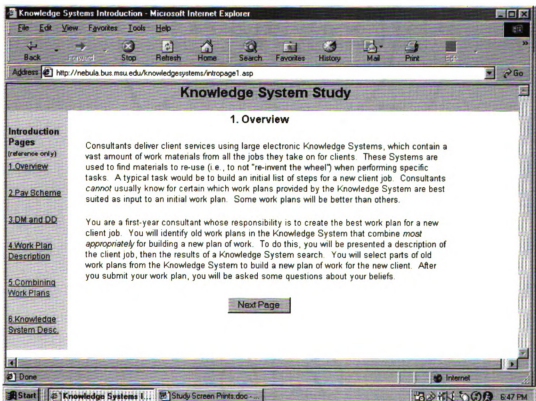 Knowledge Systems Introduction - Microsoft Internet Explorer
File Edit View Favorites Tools Help
Back Forward Stop Refresh Home Search Favorites History Mail Print
Address http://nebula.bus.msu.edu/knowledgesystems/intropage1.asp Go
Knowledge System Study
Introduction
Pages
(reference only)
1.Overview
2.Pay Scheme
3.DM and DD
4.Work Plan
Description
5.Combining
Work Plans
6.Knowledge
System Desc.
1. Overview
Consultants deliver client services using large electronic Knowledge Systems, which contain a
vast amount of work materials from all the jobs they take on for clients. These Systems are
used to find materials to re-use (i.e., to not "re-invent the wheel") when performing specific
tasks. A typical task would be to build an initial list of steps for a new client job. Consultants
cannot usually know for certain which work plans provided by the Knowledge System are best
suited as input to an initial work plan. Some work plans will be better than others.
You are a first-year consultant whose responsibility is to create the best work plan for a new
client job. You will identify old work plans in the Knowledge System that combine most
appropriately for building a new plan of work. To do this, you will be presented a description of
the client job, then the results of a Knowledge System search. You will select parts of old
work plans from the Knowledge System to build a new plan of work for the new client. After
you submit your work plan, you will be asked some questions about your beliefs.
Next Page
Done Internet
Start Knowledge Systems I... Study Screen Prints.doc - ... 6:47 PM